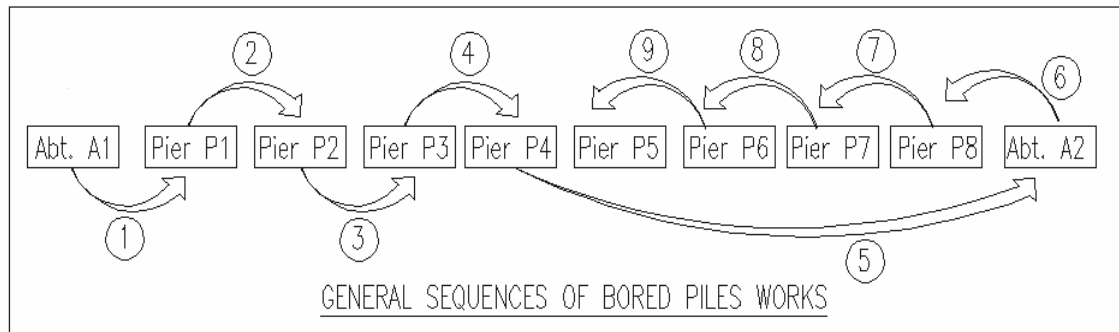 2 4 9 8 7 6
Abt. A1 Pier P1 Pier P2 Pier P3 Pier P4 Pier P5 Pier P6 Pier P7 Pier P8 Abt. A2
1 3 5
GENERAL SEQUENCES OF BORED PILES WORKS